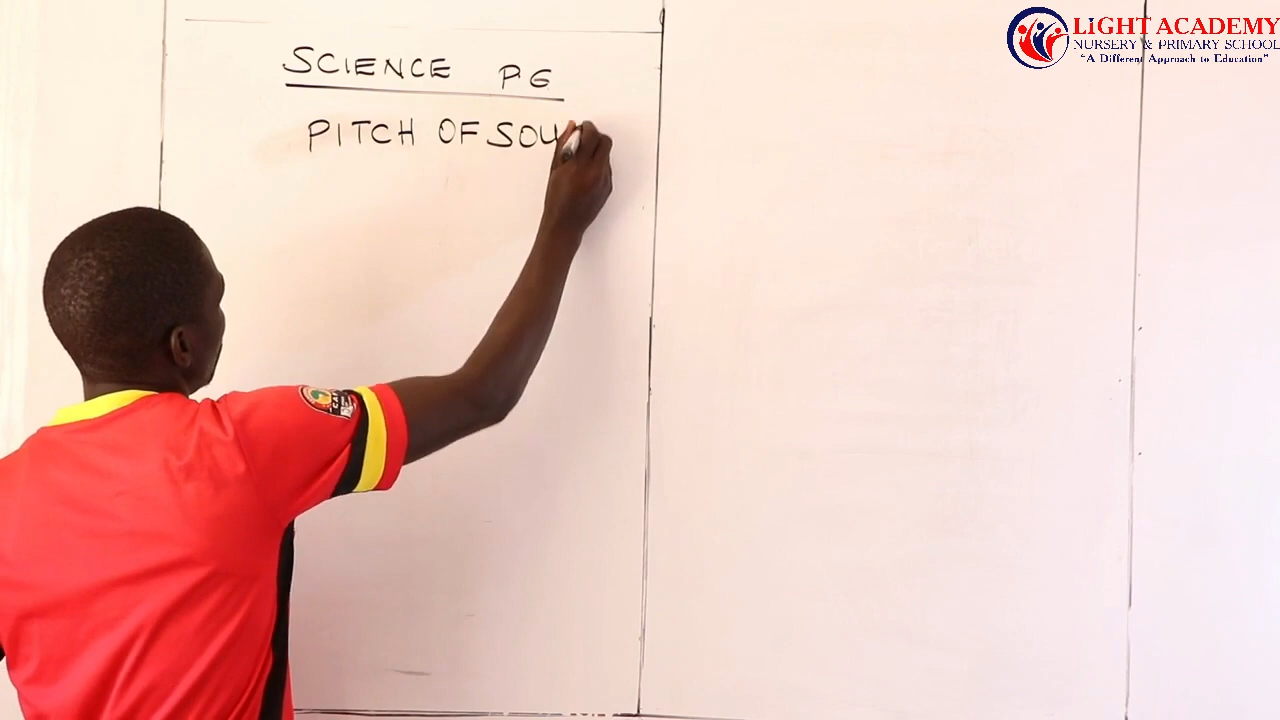 LiGHT ACADEMY
NURSERY & PRIMARY SCHOOL
"A Different Approach to Education"
SCIENCE P6
PITCH OF SOU